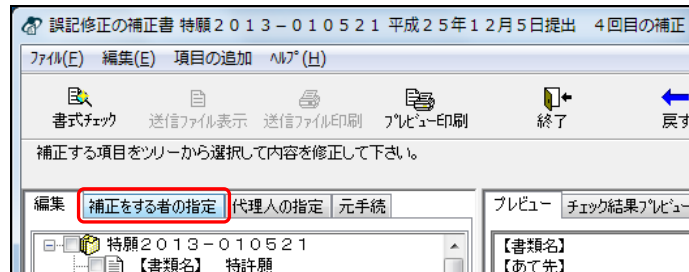 誤記修正の補正書 特願２０１３－０１０５２１ 平成２５年１２月５日提出　４回目の補正
ﾌｧｲﾙ(F)　編集(E)　項目の追加　ﾍﾙﾌﾟ(H)
書式ﾁｪｯｸ　送信ﾌｧｲﾙ表示　送信ﾌｧｲﾙ印刷　ﾌﾟﾚﾋﾞｭｰ印刷　終了　戻す
補正する項目をツリーから選択して内容を修正して下さい。
編集　補正をする者の指定　代理人の指定　元手続　プレビュー　ﾁｪｯｸ結果ﾌﾟﾚﾋﾞｭｰ
特願２０１３－０１０５２１　【書類名】
【書類名】　特許願　【あて先】